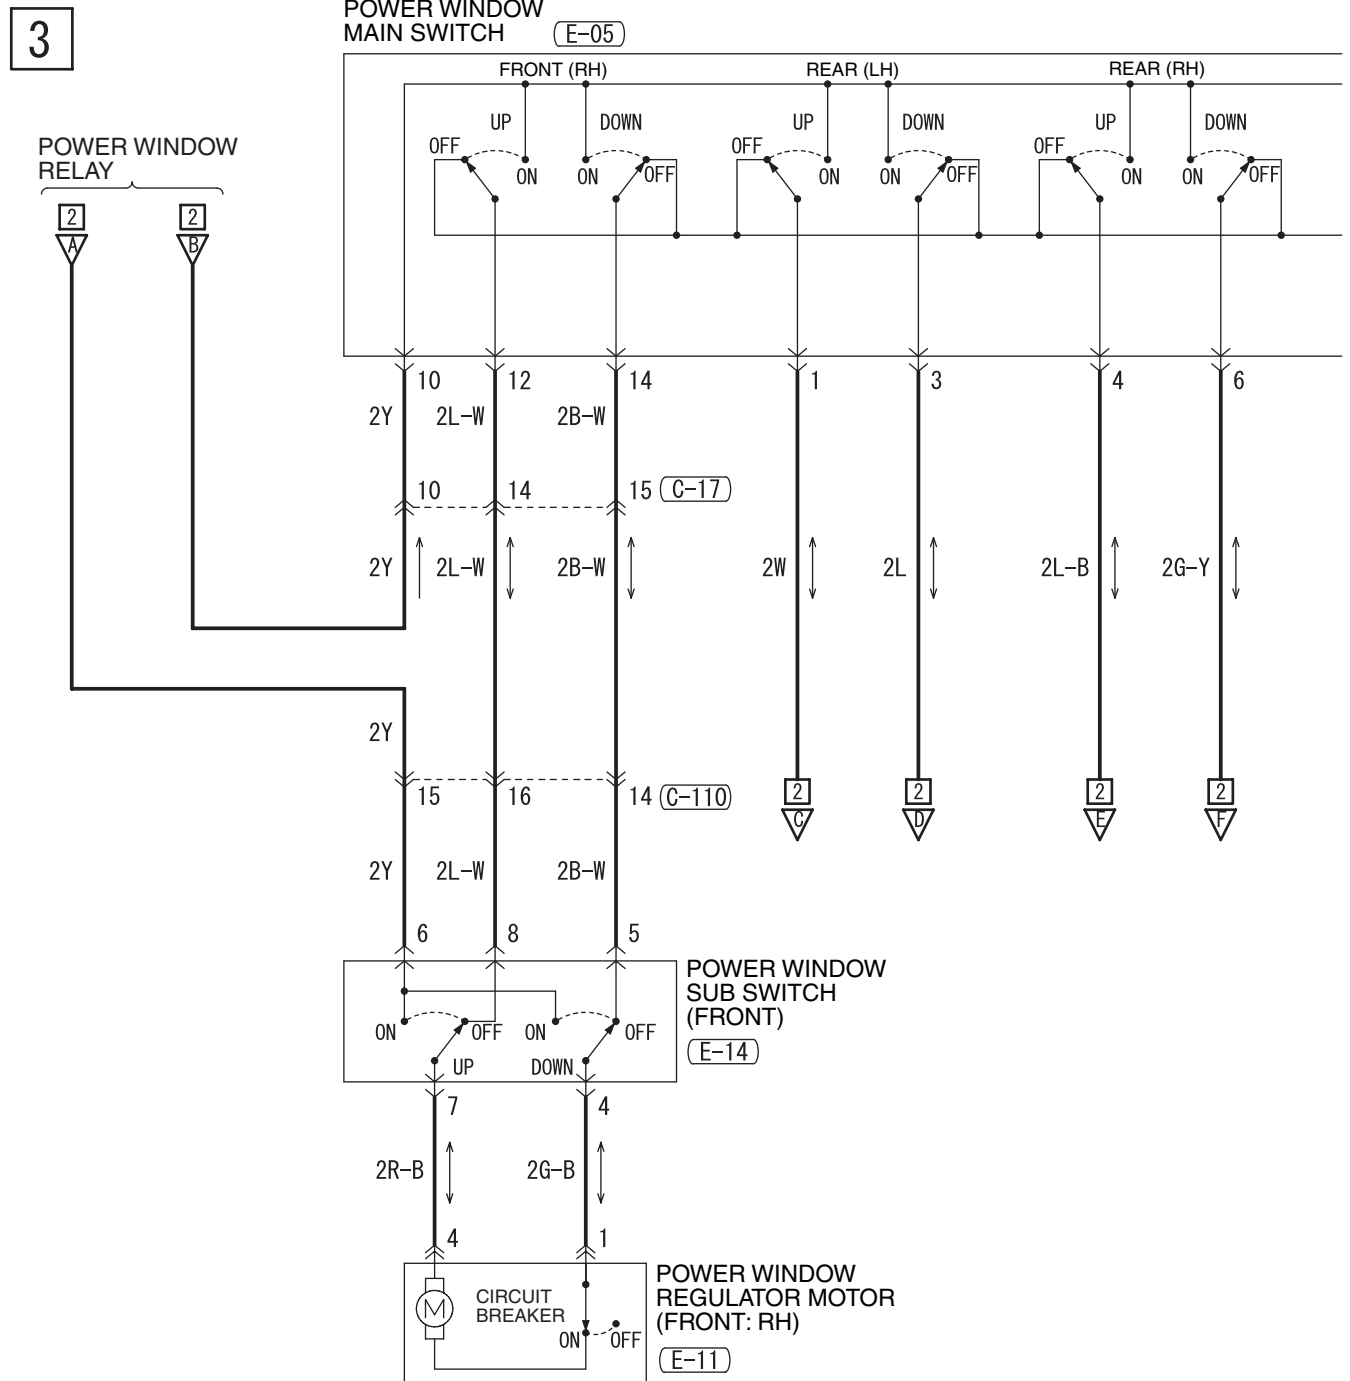 3
POWER WINDOW
MAIN SWITCH E-05
FRONT (RH) REAR (LH) REAR (RH)
UP DOWN UP DOWN UP DOWN
OFF ON ON OFF OFF ON ON OFF OFF ON ON OFF
POWER WINDOW
RELAY
2 2
A B
10 12 14 1 3 4 6
2Y 2L-W 2B-W
10 14 15 C-17
2Y 2L-W 2B-W 2W 2L 2L-B 2G-Y
2Y
15 16 14 C-110
2 2 2 2
C D E F
2Y 2L-W 2B-W
6 8 5
POWER WINDOW
SUB SWITCH
(FRONT)
E-14
ON OFF ON OFF
UP DOWN
7 4
2R-B 2G-B
4 1
POWER WINDOW
REGULATOR MOTOR
(FRONT: RH)
E-11
M
CIRCUIT
BREAKER
ON OFF